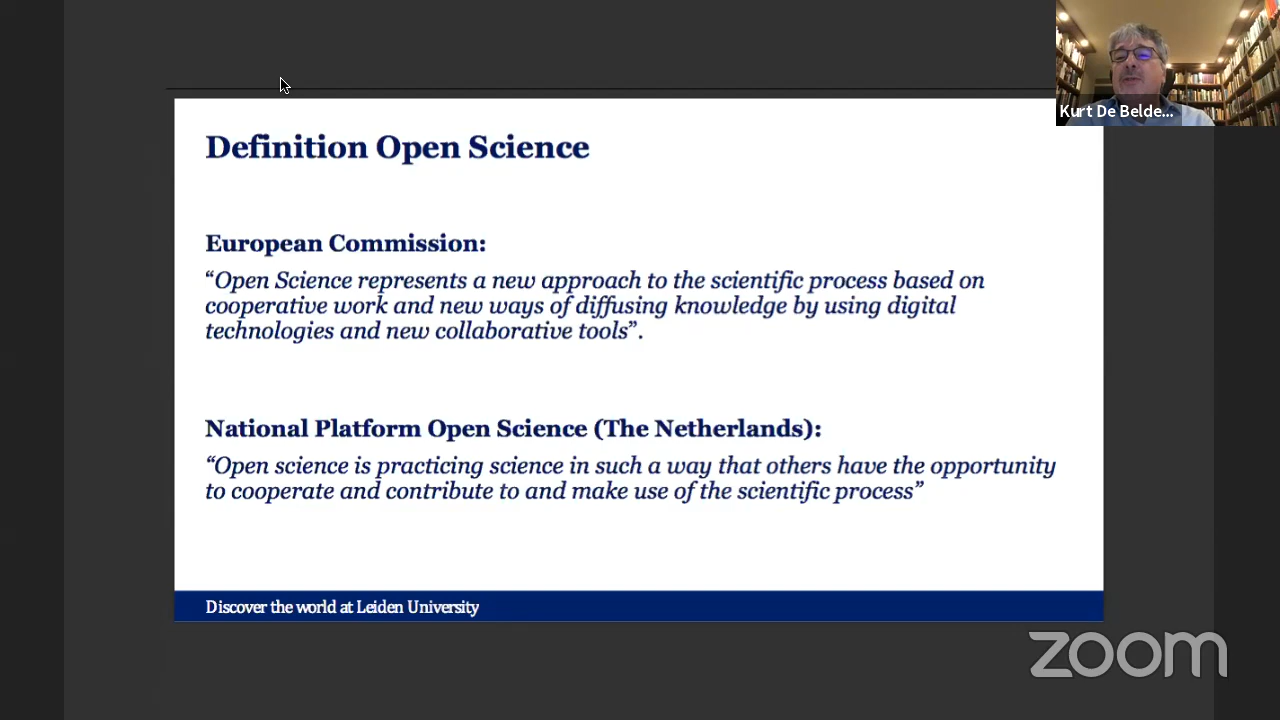 Kurt De Belde...
Definition Open Science
European Commission:
“Open Science represents a new approach to the scientific process based on
cooperative work and new ways of diffusing knowledge by using digital
technologies and new collaborative tools”.
National Platform Open Science (The Netherlands):
“Open science is practicing science in such a way that others have the opportunity
to cooperate and contribute to and make use of the scientific process”
Discover the world at Leiden University
zoom